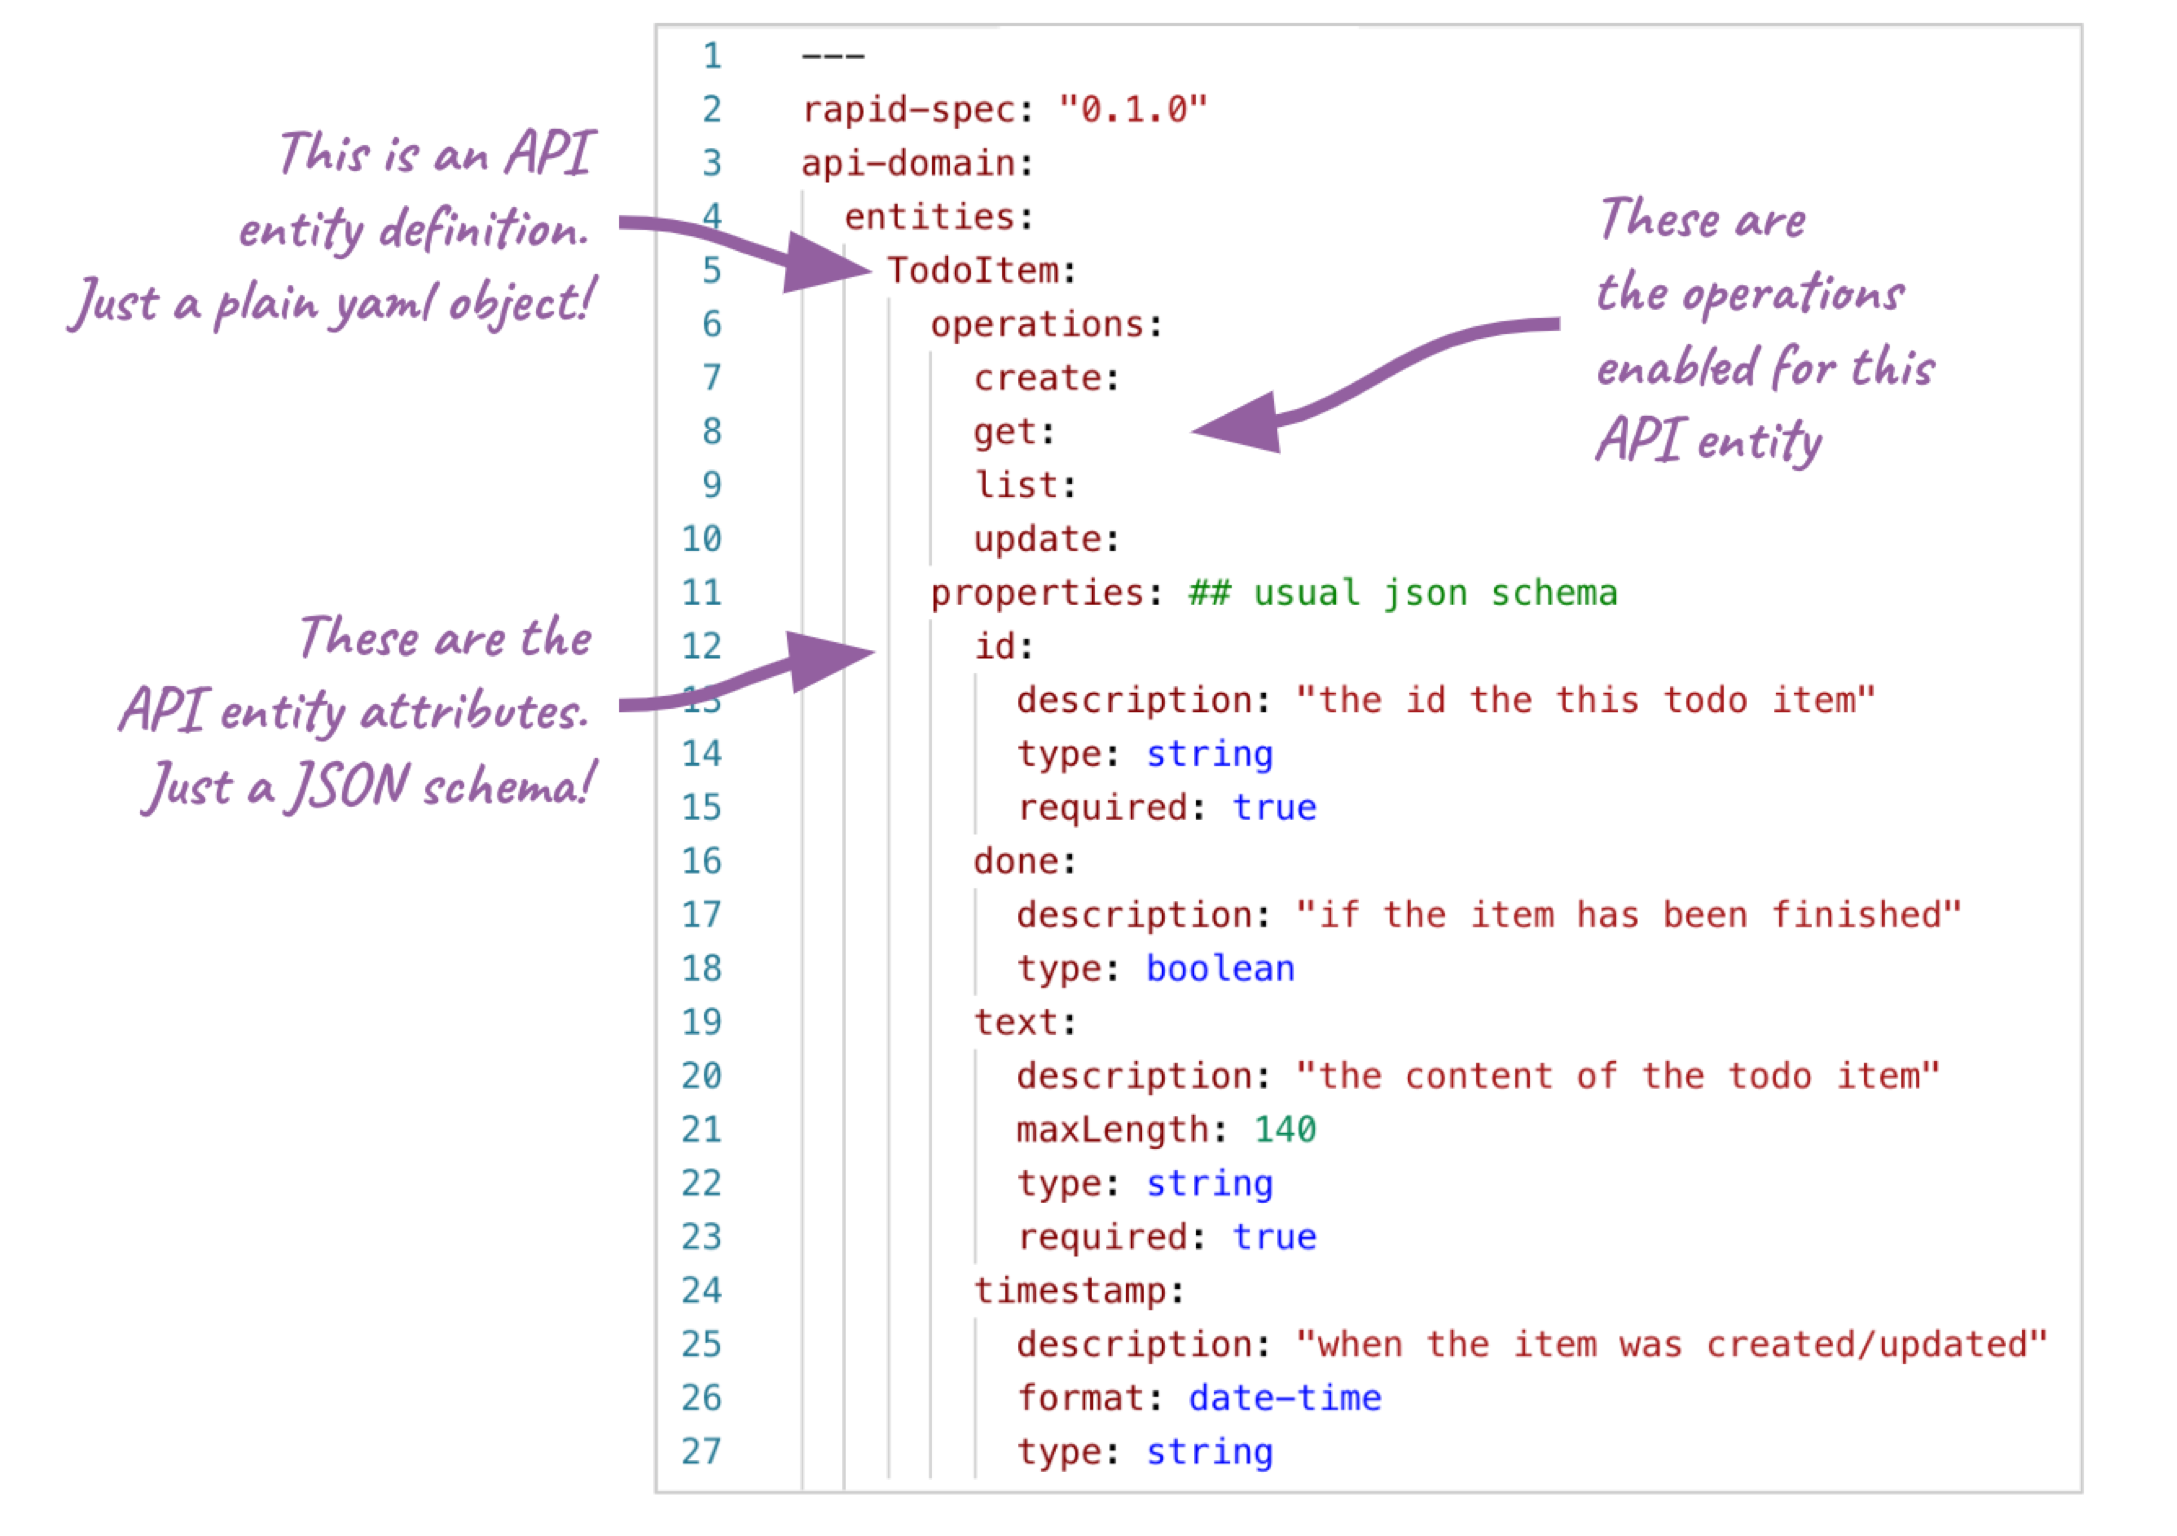 This is an API
entity definition.
Just a plain yaml object!
These are the
API entity attributes.
Just a JSON schema!
1 ---
2 rapid-spec: "0.1.0"
3 api-domain:
4 entities:
5 TodoItem:
6 operations:
7 create:
8 get:
9 list:
10 update:
11 properties: ## usual json schema
12 id:
13 description: "the id the this todo item"
14 type: string
15 required: true
16 done:
17 description: "if the item has been finished"
18 type: boolean
19 text:
20 description: "the content of the todo item"
21 maxLength: 140
22 type: string
23 required: true
24 timestamp:
25 description: "when the item was created/updated"
26 format: date-time
27 type: string
These are
the operations
enabled for this
API entity